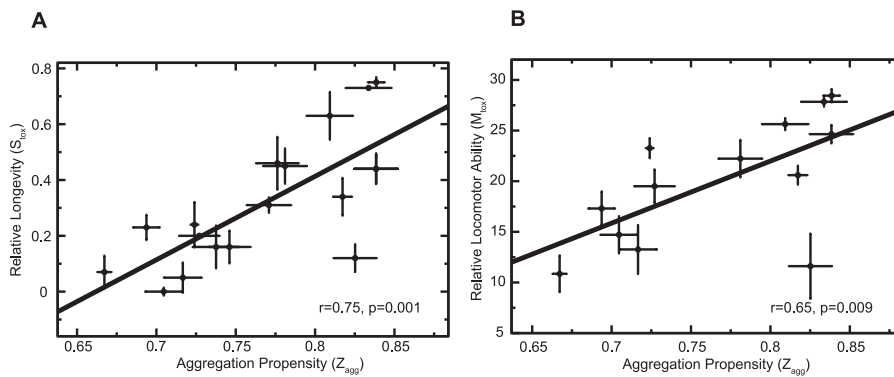 A
Relative Longevity (Stox)
0.8
0.6
0.4
0.2
0
r=0.75, p=0.001
0.65 0.7 0.75 0.8 0.85
Aggregation Propensity (Zagg)
B
Relative Locomotor Ability (Mtox)
30
25
20
15
10
5
r=0.65, p=0.009
0.65 0.7 0.75 0.8 0.85
Aggregation Propensity (Zagg)